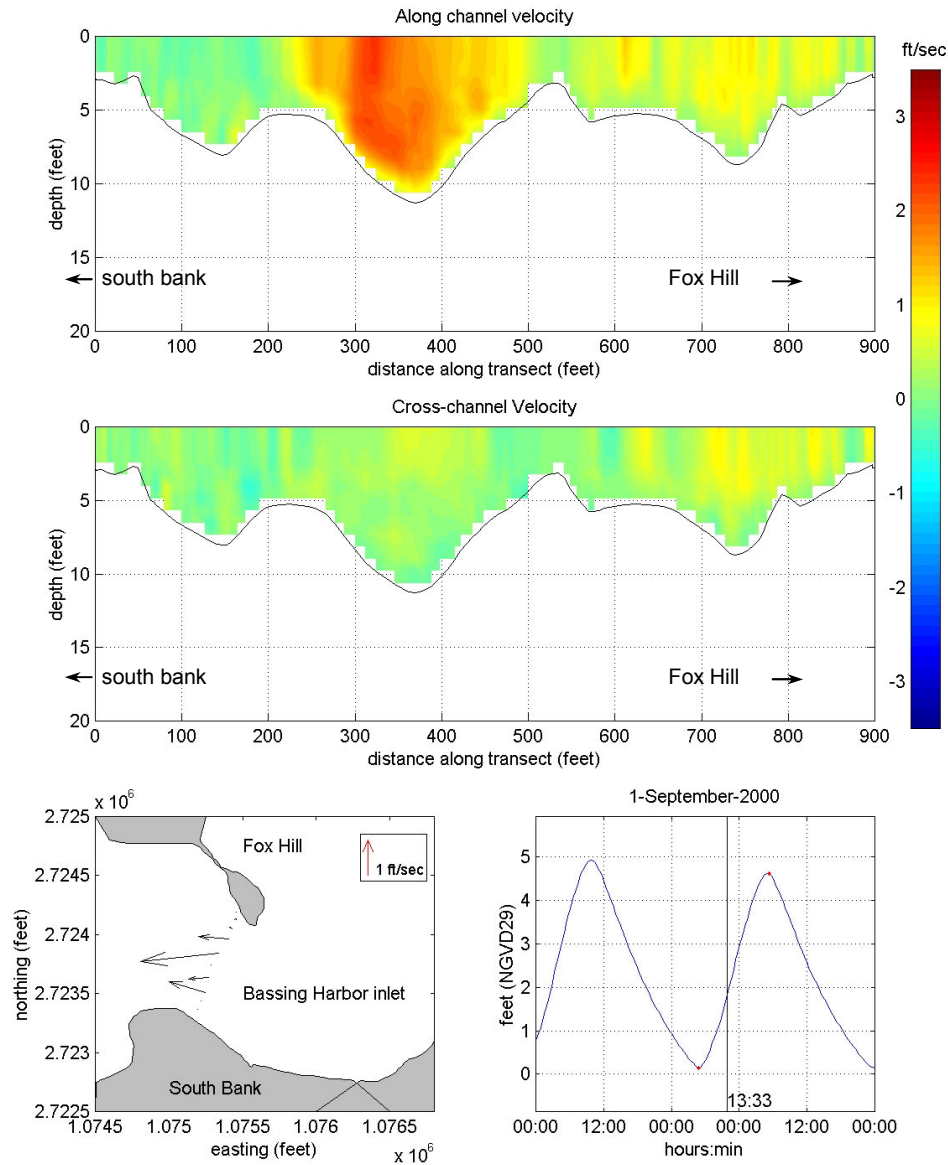 Along channel velocity
ft/sec
0
5
10
15
20
depth (feet)
south bank
Fox Hill
0 100 200 300 400 500 600 700 800 900
distance along transect (feet)
3
2
1
0
-1
-2
-3
Cross-channel Velocity
0
5
10
15
20
depth (feet)
south bank
Fox Hill
0 100 200 300 400 500 600 700 800 900
distance along transect (feet)
x 10^6
2.725
2.7245
2.724
2.7235
2.723
2.7225
northing (feet)
Fox Hill
1 ft/sec
Bassing Harbor inlet
South Bank
1.0745 1.075 1.0755 1.076 1.0765
easting (feet)
x 10^6
1-September-2000
5
4
3
2
1
0
feet (NGVD29)
13:33
00:00 12:00 00:00 00:00 12:00 00:00
hours:min